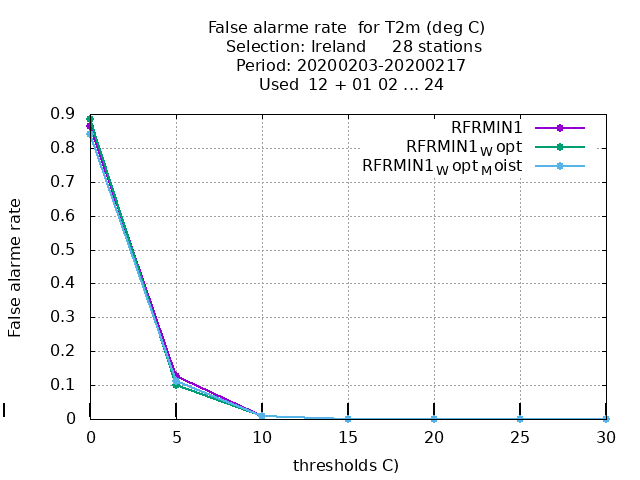 False alarme rate for T2m (deg C)
Selection: Ireland 28 stations
Period: 20200203-20200217
Used 12 + 01 02 ... 24
RFRMIN1
RFRMIN1Wopt
RFRMIN1WoptMoist
False alarme rate
0.9
0.8
0.7
0.6
0.5
0.4
0.3
0.2
0.1
0
0 5 10 15 20 25 30
thresholds C)